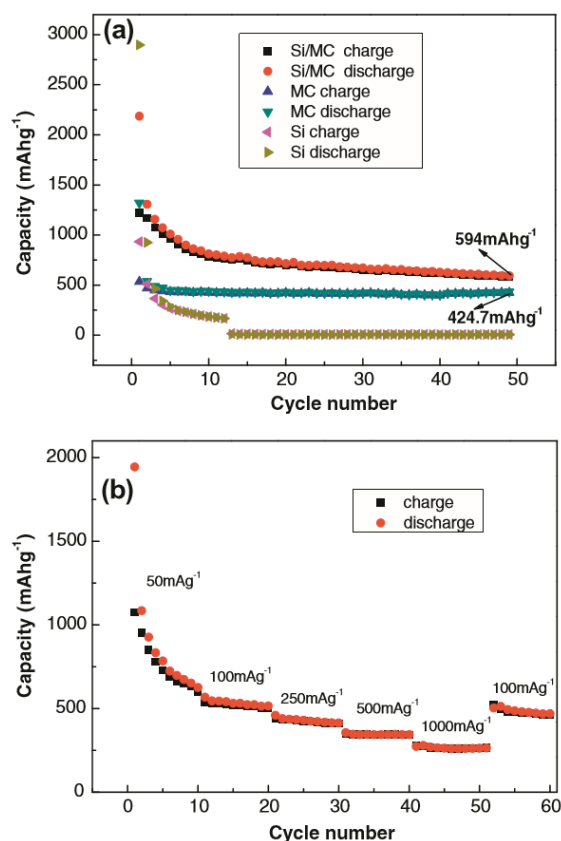 (a)
Si/MC charge
Si/MC discharge
MC charge
MC discharge
Si charge
Si discharge
594mAhg⁻¹
424.7mAhg⁻¹
3000
2500
2000
1500
1000
500
0
0 10 20 30 40 50
Capacity (mAhg⁻¹)
Cycle number
(b)
charge
discharge
50mAg⁻¹
100mAg⁻¹
250mAg⁻¹
500mAg⁻¹
1000mAg⁻¹
100mAg⁻¹
2000
1500
1000
500
0
0 10 20 30 40 50 60
Capacity (mAhg⁻¹)
Cycle number